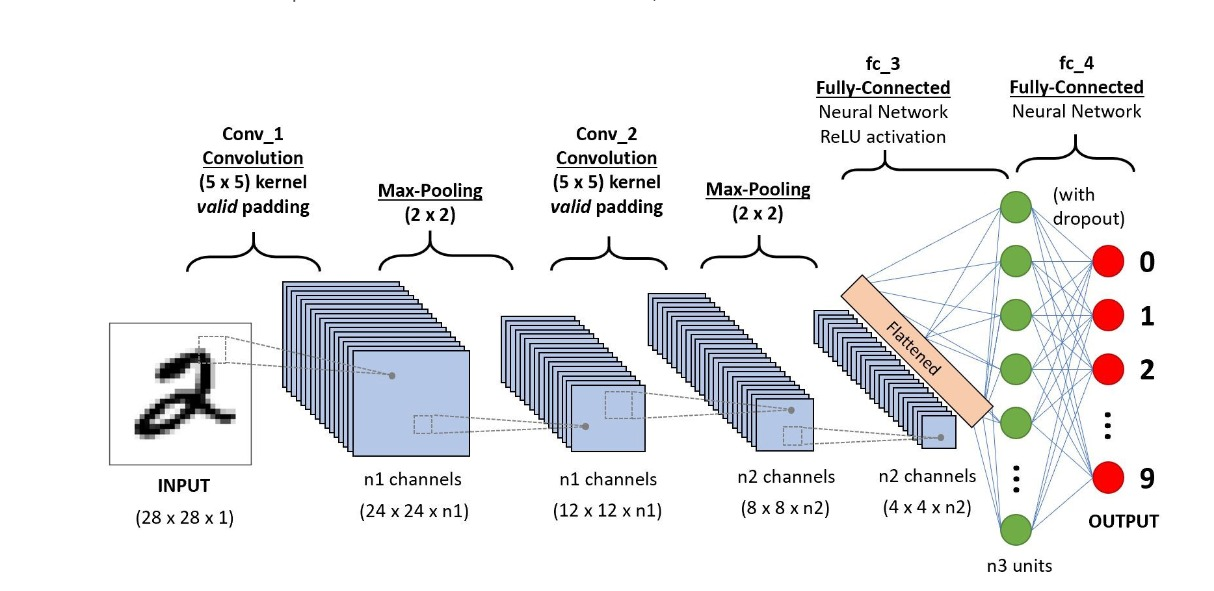 Conv_1
Convolution
(5 x 5) kernel
valid padding
Max-Pooling
(2 x 2)
Conv_2
Convolution
(5 x 5) kernel
valid padding
Max-Pooling
(2 x 2)
fc_3
Fully-Connected
Neural Network
ReLU activation
fc_4
Fully-Connected
Neural Network
(with
dropout)
Flattened
0
1
2
9
OUTPUT
2
INPUT
(28 x 28 x 1)
n1 channels
(24 x 24 x n1)
n1 channels
(12 x 12 x n1)
n2 channels
(8 x 8 x n2)
n2 channels
(4 x 4 x n2)
n3 units